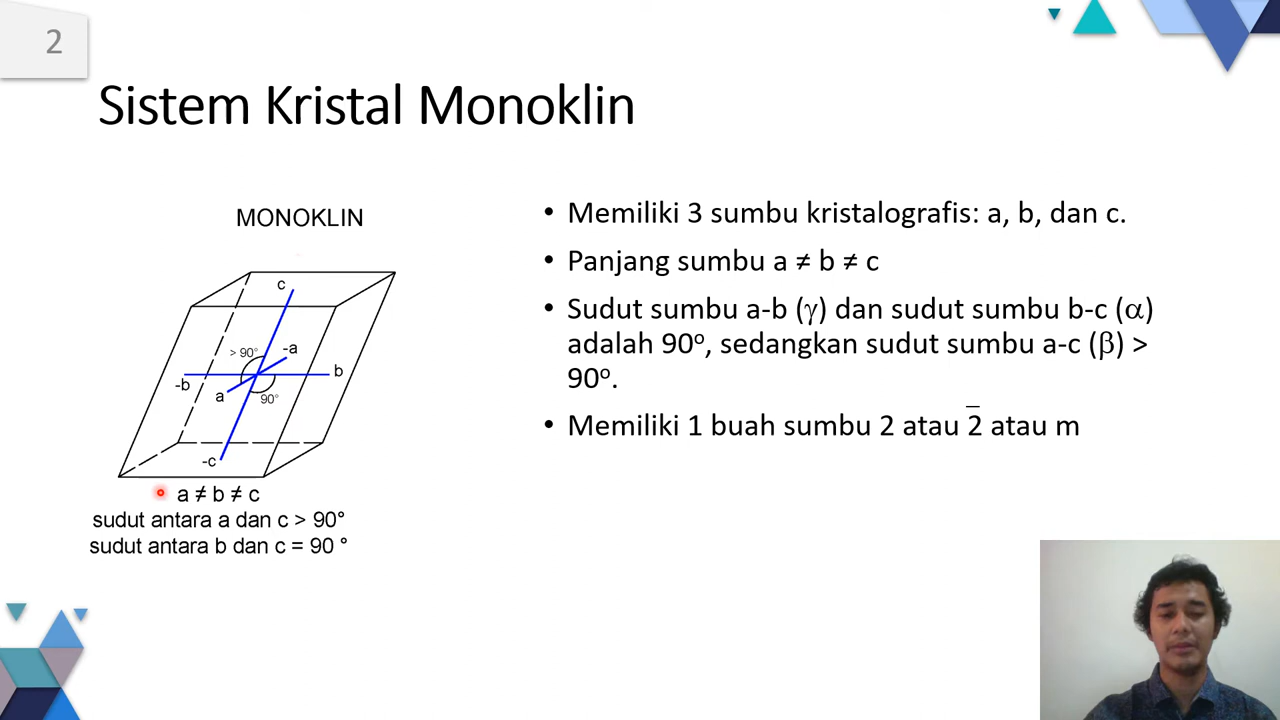 2
Sistem Kristal Monoklin
MONOKLIN
c
> 90°
-a
-b
b
a
90°
-c
a ≠ b ≠ c
sudut antara a dan c > 90°
sudut antara b dan c = 90 °
• Memiliki 3 sumbu kristalografis: a, b, dan c.
• Panjang sumbu a ≠ b ≠ c
• Sudut sumbu a-b (γ) dan sudut sumbu b-c (α)
adalah 90º, sedangkan sudut sumbu a-c (β) >
90º.
• Memiliki 1 buah sumbu 2 atau 2̅ atau m